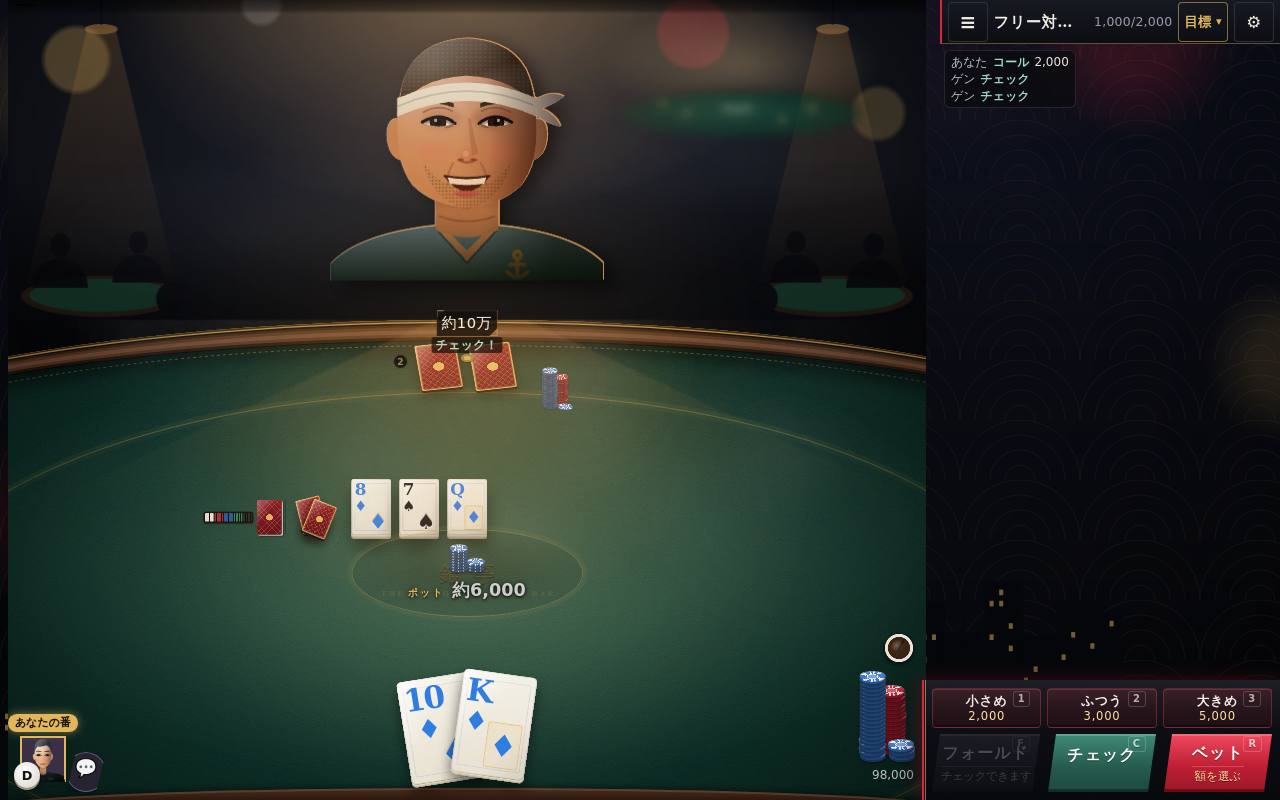 フリー対…
1,000/2,000
目標 ▾
あなた コール 2,000
ゲン チェック
ゲン チェック
約10万
チェック！
2
8
7
Q
ポット 約6,000
10
K
あなたの番
D
98,000
小さめ 1
2,000
ふつう 2
3,000
大きめ 3
5,000
フォールド F
チェックできます
チェック C
ベット R
額を選ぶ